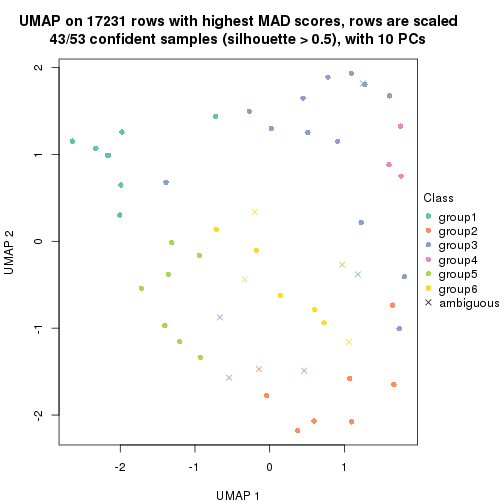 UMAP on 17231 rows with highest MAD scores, rows are scaled
43/53 confident samples (silhouette > 0.5), with 10 PCs
2
1
0
-1
-2
UMAP 2
-2
-1
0
1
UMAP 1
Class
group1
group2
group3
group4
group5
group6
ambiguous